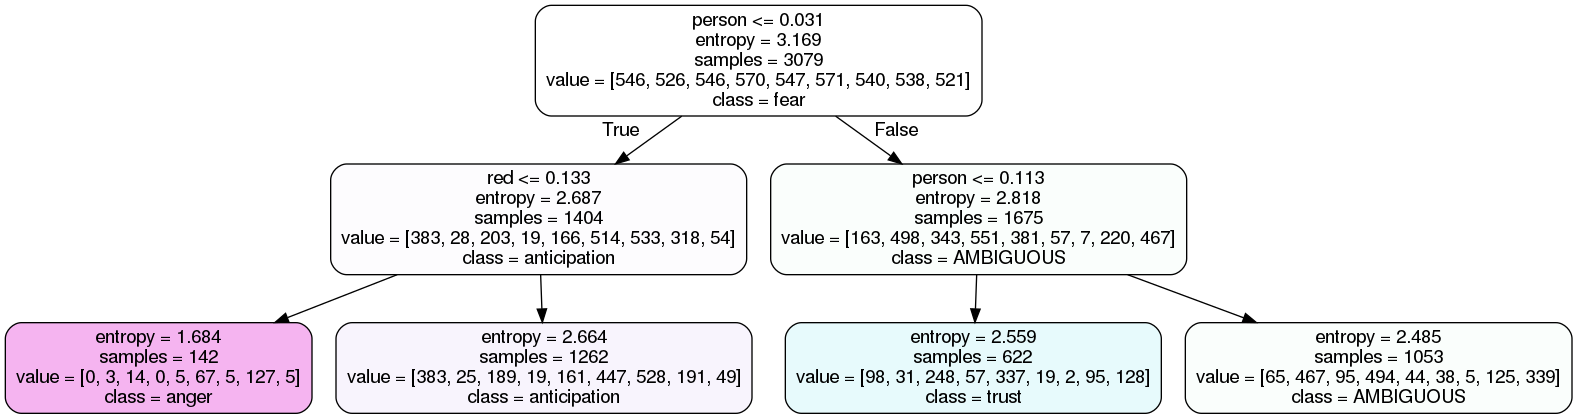 person <= 0.031
entropy = 3.169
samples = 3079
value = [546, 526, 546, 570, 547, 571, 540, 538, 521]
class = fear
True
False
red <= 0.133
entropy = 2.687
samples = 1404
value = [383, 28, 203, 19, 166, 514, 533, 318, 54]
class = anticipation
person <= 0.113
entropy = 2.818
samples = 1675
value = [163, 498, 343, 551, 381, 57, 7, 220, 467]
class = AMBIGUOUS
entropy = 1.684
samples = 142
value = [0, 3, 14, 0, 5, 67, 5, 127, 5]
class = anger
entropy = 2.664
samples = 1262
value = [383, 25, 189, 19, 161, 447, 528, 191, 49]
class = anticipation
entropy = 2.559
samples = 622
value = [98, 31, 248, 57, 337, 19, 2, 95, 128]
class = trust
entropy = 2.485
samples = 1053
value = [65, 467, 95, 494, 44, 38, 5, 125, 339]
class = AMBIGUOUS